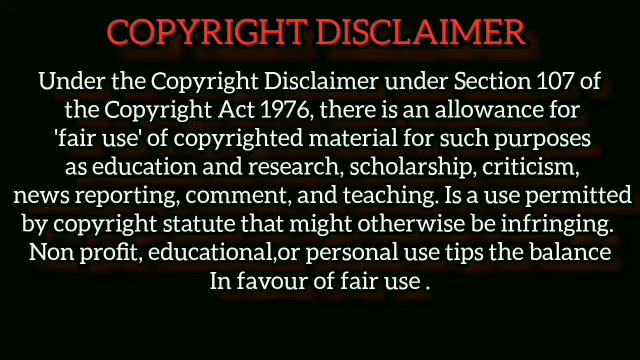 COPYRIGHT DISCLAIMER
Under the Copyright Disclaimer under Section 107 of
the Copyright Act 1976, there is an allowance for
'fair use' of copyrighted material for such purposes
as education and research, scholarship, criticism,
news reporting, comment, and teaching. Is a use permitted
by copyright statute that might otherwise be infringing.
Non profit, educational,or personal use tips the balance
In favour of fair use .